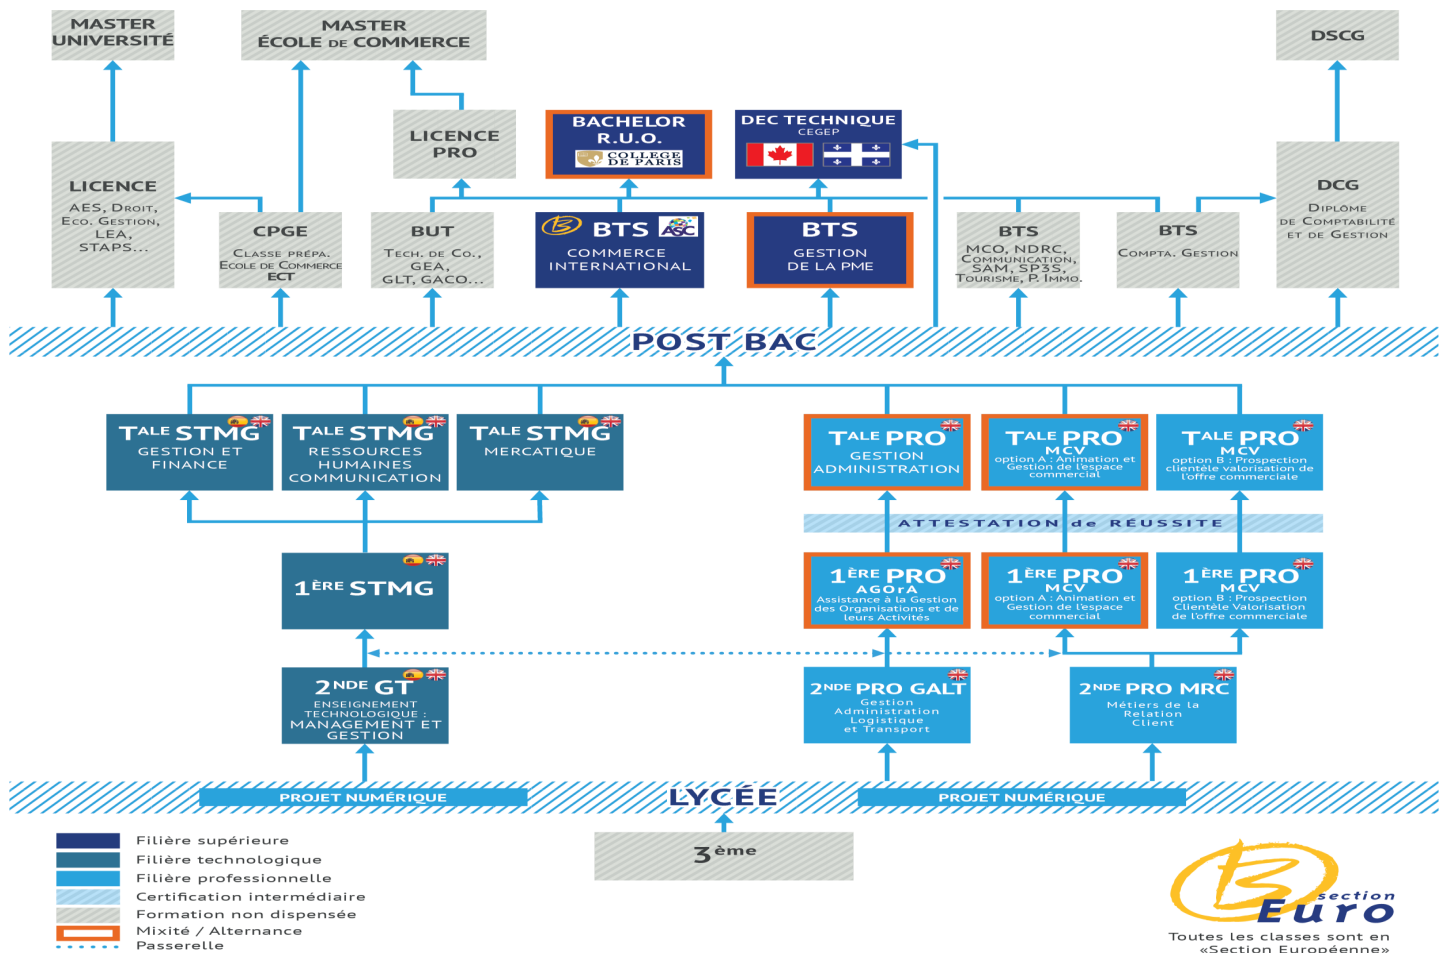 MASTER
UNIVERSITÉ
MASTER
ÉCOLE DE COMMERCE
DSCG
LICENCE
PRO
BACHELOR
R.U.O.
COLLEGE
DE PARIS
DEC TECHNIQUE
CEGEP
LICENCE
AES, DROIT,
ECO. GESTION,
LEA,
STAPS...
CPGE
CLASSE PRÉPA.
ECOLE DE COMMERCE
ECT
BUT
TECH. DE CO.,
GEA,
GLT, GACO...
BTS
ASC
COMMERCE
INTERNATIONAL
BTS
GESTION
DE LA PME
BTS
MCO, NDRC,
COMMUNICATION,
SAM, SP3S,
TOURISME, P. IMMO.
BTS
COMPTA. GESTION
DCG
DIPLÔME
DE COMPTABILITÉ
ET DE GESTION
POST BAC
TALE STMG
GESTION ET
FINANCE
TALE STMG
RESSOURCES
HUMAINES
COMMUNICATION
TALE STMG
MERCATIQUE
TALE PRO
GESTION
ADMINISTRATION
TALE PRO
MCV
option A : Animation et
Gestion de l'espace
commercial
TALE PRO
MCV
option B : Prospection
clientèle valorisation de
l'offre commerciale
ATTESTATION de RÉUSSITE
1ÈRE STMG
1ÈRE PRO
AGOrA
Assistance à la Gestion
des Organisations et de
leurs Activités
1ÈRE PRO
MCV
option A : Animation et
Gestion de l'espace
commercial
1ÈRE PRO
MCV
option B : Prospection
Clientèle Valorisation
de l'offre commerciale
2NDE GT
ENSEIGNEMENT
TECHNOLOGIQUE :
MANAGEMENT ET
GESTION
2NDE PRO GALT
Gestion
Administration
Logistique
et Transport
2NDE PRO MRC
Métiers de la
Relation
Client
PROJET NUMÉRIQUE
LYCÉE
PROJET NUMÉRIQUE
3ème
Filière supérieure
Filière technologique
Filière professionnelle
Certification intermédiaire
Formation non dispensée
Mixité / Alternance
Passerelle
B
section
Euro
Toutes les classes sont en
«Section Européenne»